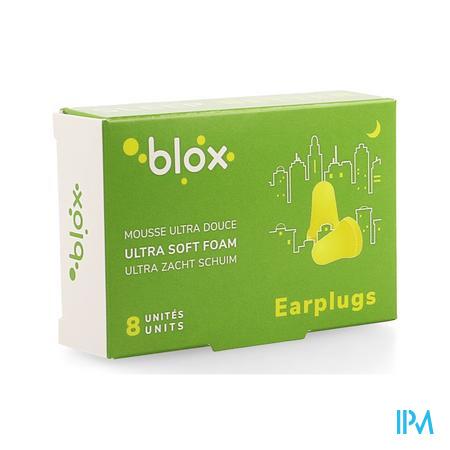 blox
MOUSSE ULTRA DOUCE
ULTRA SOFT FOAM
ULTRA ZACHT SCHUIM
8 UNITÉS
UNITS
Earplugs
blox
IPM